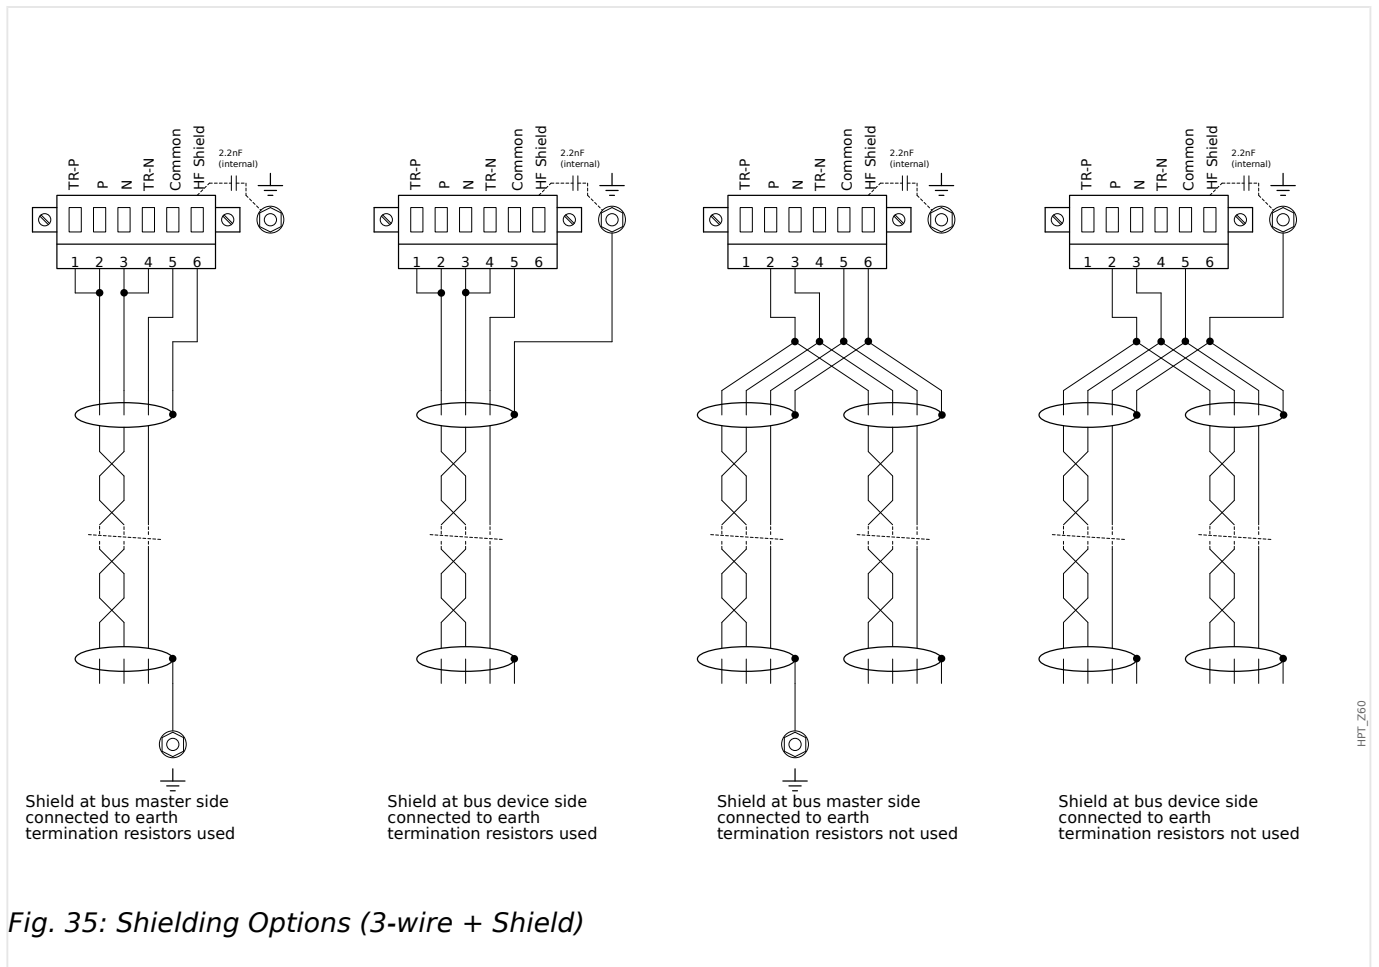 TR-P
P
N
TR-N
Common
HF Shield
2.2nF
(internal)
1 2 3 4 5 6
TR-P
P
N
TR-N
Common
HF Shield
2.2nF
(internal)
1 2 3 4 5 6
TR-P
P
N
TR-N
Common
HF Shield
2.2nF
(internal)
1 2 3 4 5 6
TR-P
P
N
TR-N
Common
HF Shield
2.2nF
(internal)
1 2 3 4 5 6
Shield at bus master side
connected to earth
termination resistors used
Shield at bus device side
connected to earth
termination resistors used
Shield at bus master side
connected to earth
termination resistors not used
Shield at bus device side
connected to earth
termination resistors not used
HPT_Z60
Fig. 35: Shielding Options (3-wire + Shield)